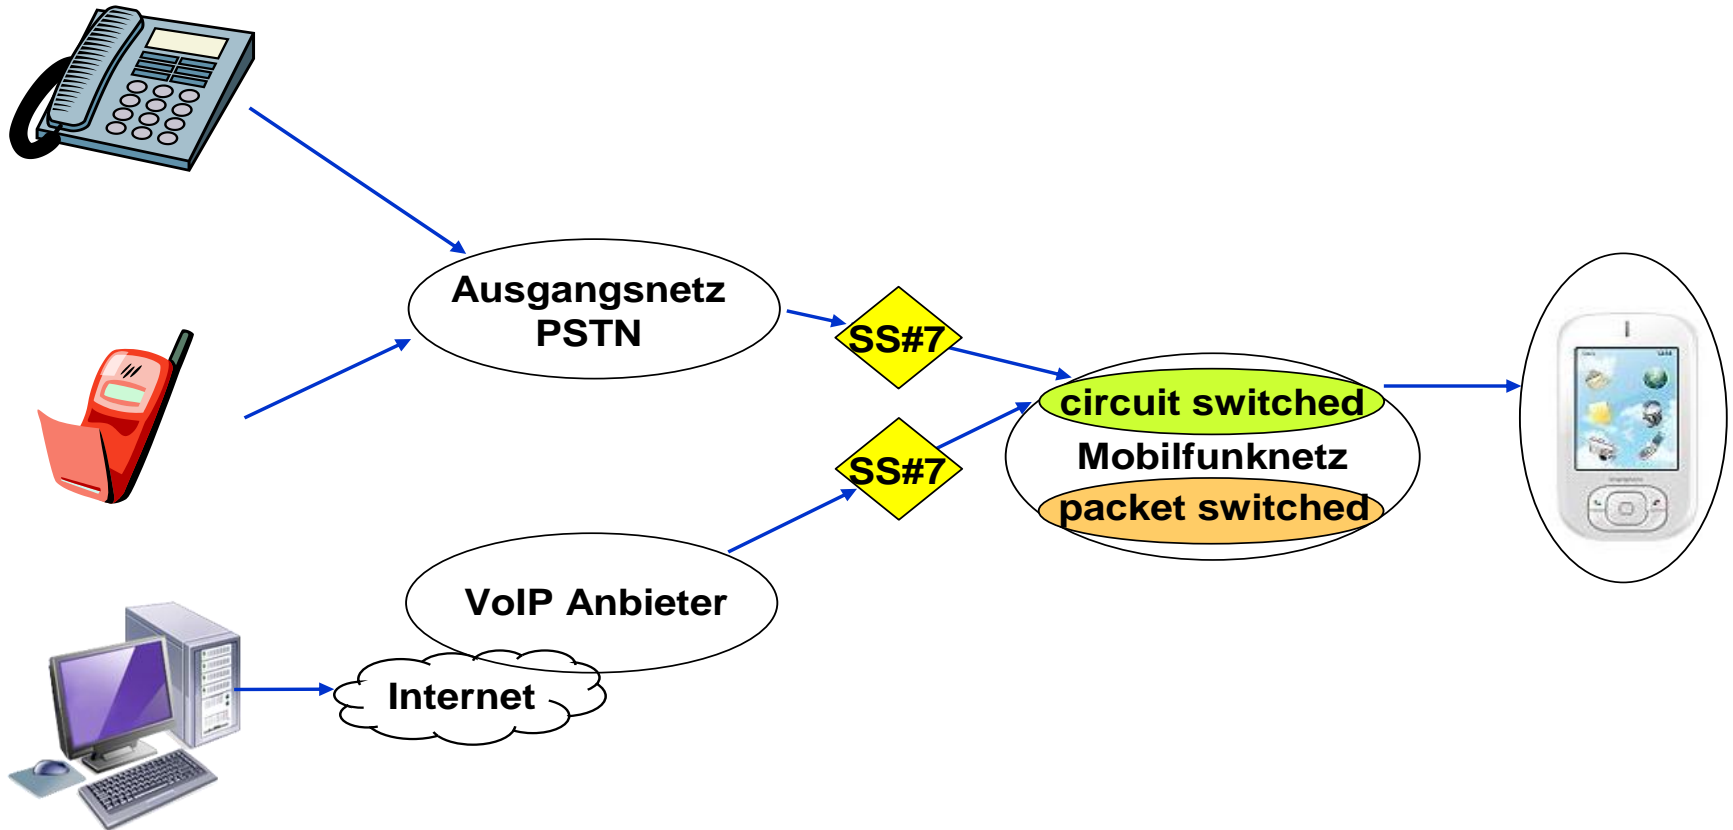 Ausgangsnetz
PSTN
SS#7
circuit switched
SS#7
Mobilfunknetz
packet switched
VoIP Anbieter
Internet